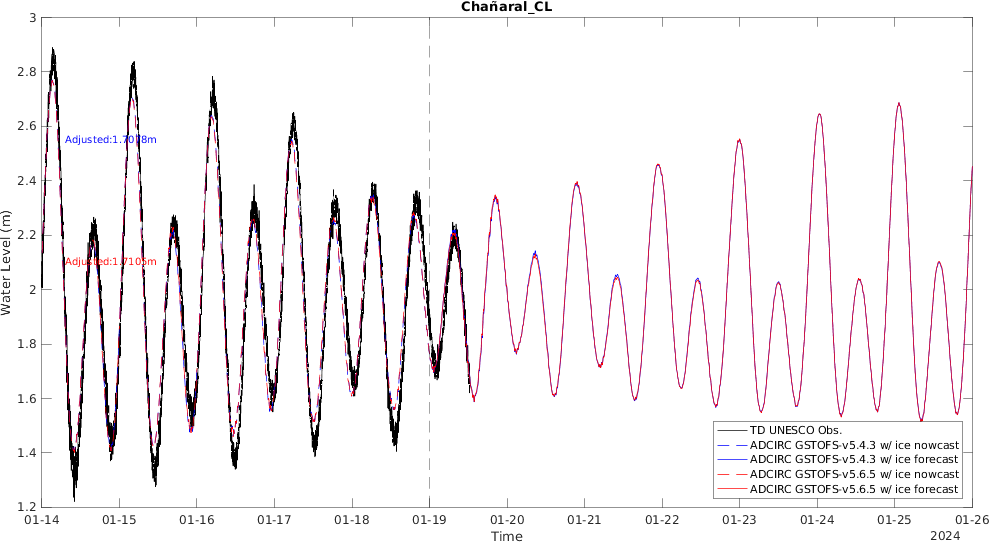 Chañaral_CL
3
2.8
2.6
2.4
2.2
2
1.8
1.6
1.4
1.2
Water Level (m)
Adjusted:1.7078m
Adjusted:1.7105m
TD UNESCO Obs.
ADCIRC GSTOFS-v5.4.3 w/ ice nowcast
ADCIRC GSTOFS-v5.4.3 w/ ice forecast
ADCIRC GSTOFS-v5.6.5 w/ ice nowcast
ADCIRC GSTOFS-v5.6.5 w/ ice forecast
01-14 01-15 01-16 01-17 01-18 01-19 01-20 01-21 01-22 01-23 01-24 01-25 01-26
Time
2024